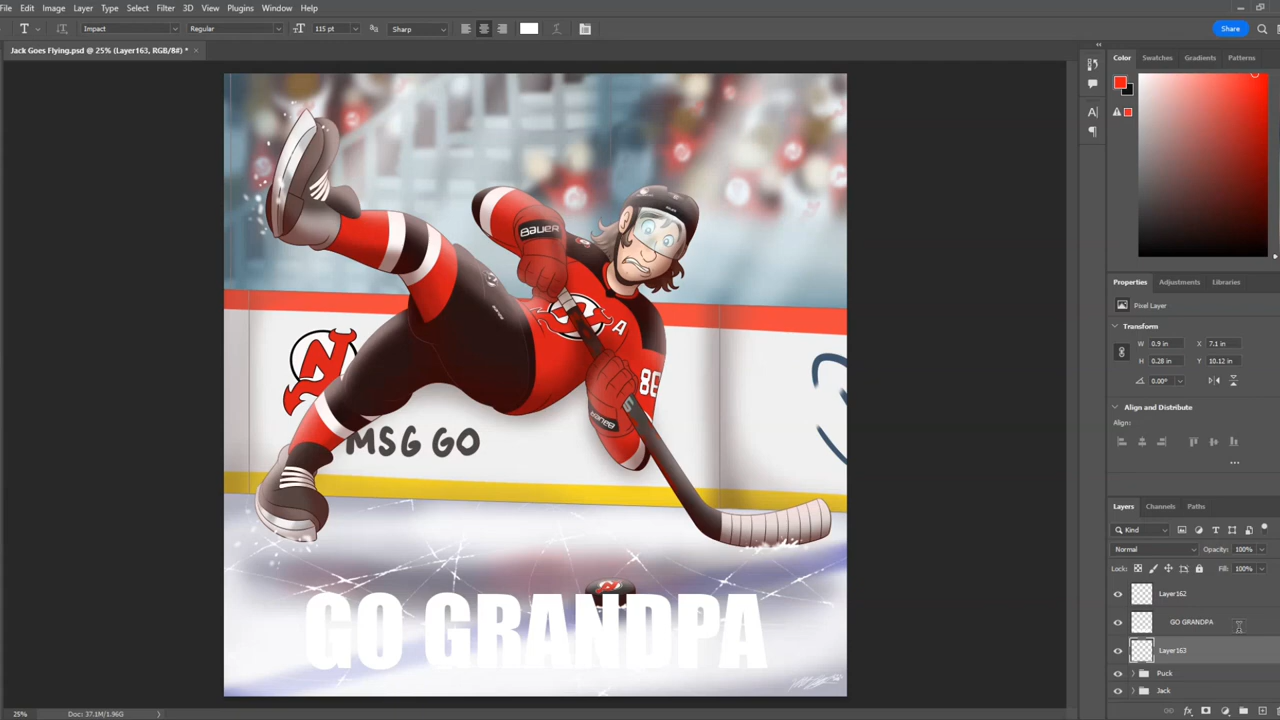 File Edit Image Layer Type Select Filter 3D View Plugins Window Help
T Impact Regular 115 pt Sharp Share
Jack Goes Flying.psd @ 25% (Layer163, RGB/8#) *
Color Swatches Gradients Patterns
BAUER
A
86
BAUER
MSG GO
GO GRANDPA
Properties Adjustments Libraries
Pixel Layer
Transform
W 0.9 in X 7.1 in
H 0.28 in Y 10.12 in
0.00°
Align and Distribute
Align:
Layers Channels Paths
Kind
Normal Opacity: 100%
Lock: Fill: 100%
Layer162
GO GRANDPA
Layer163
Puck
Jack
25% Doc: 37.1M/1.96G